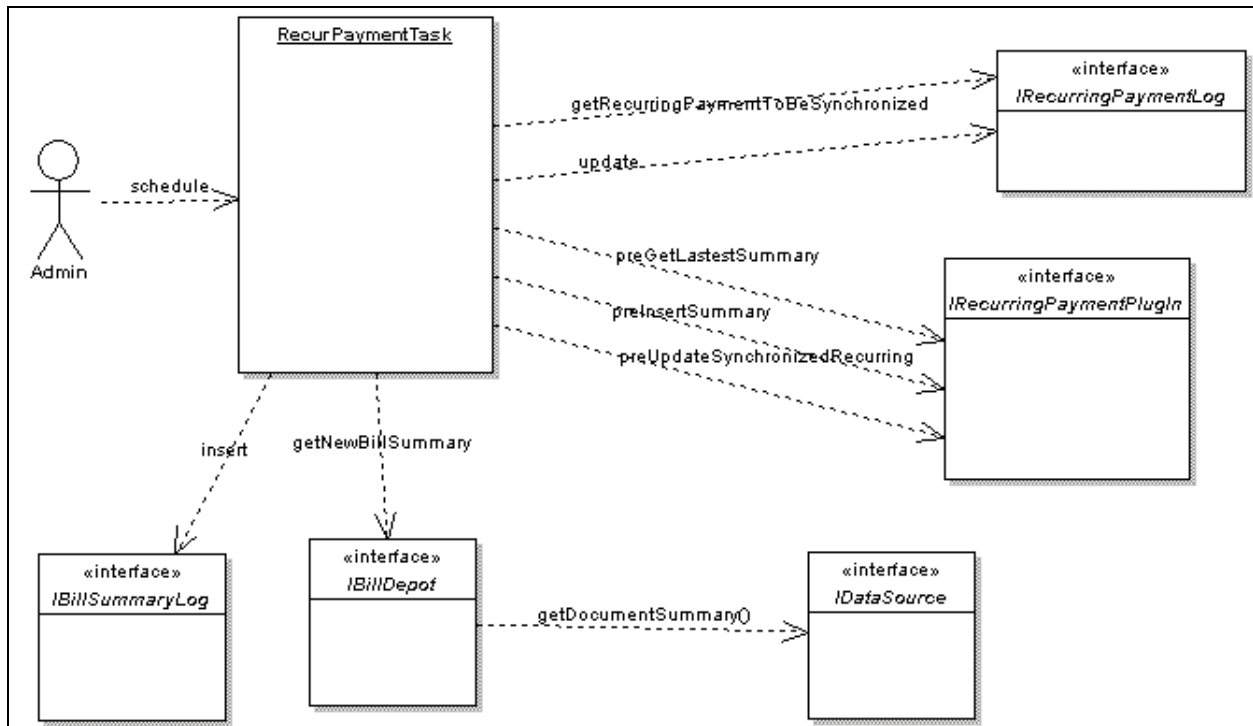 RecurPaymentTask
«interface»
IRecurringPaymentLog
getRecurringPaymentToBeSynchronized
update
schedule
Admin
preGetLastestSummary
preInsertSummary
preUpdateSynchronizedRecurring
«interface»
IRecurringPaymentPlugIn
insert
getNewBillSummary
«interface»
IBillSummaryLog
«interface»
IBillDepot
getDocumentSummary()
«interface»
IDataSource